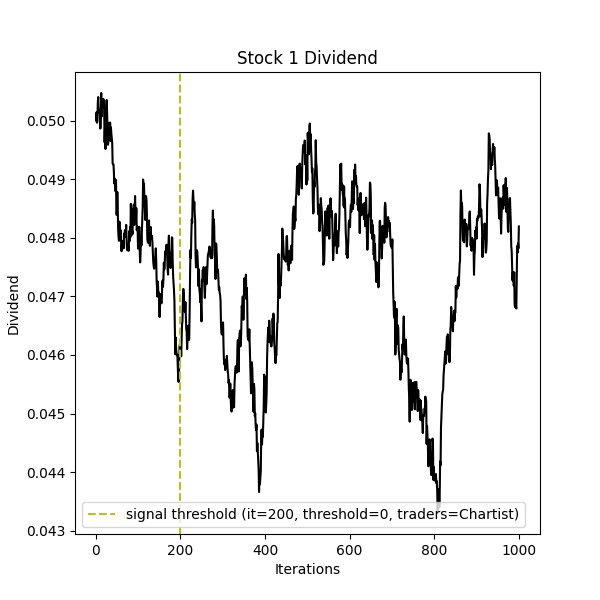 Stock 1 Dividend
0.050
0.049
0.048
0.047
0.046
0.045
0.044
0.043
Dividend
signal threshold (it=200, threshold=0, traders=Chartist)
0 200 400 600 800 1000
Iterations